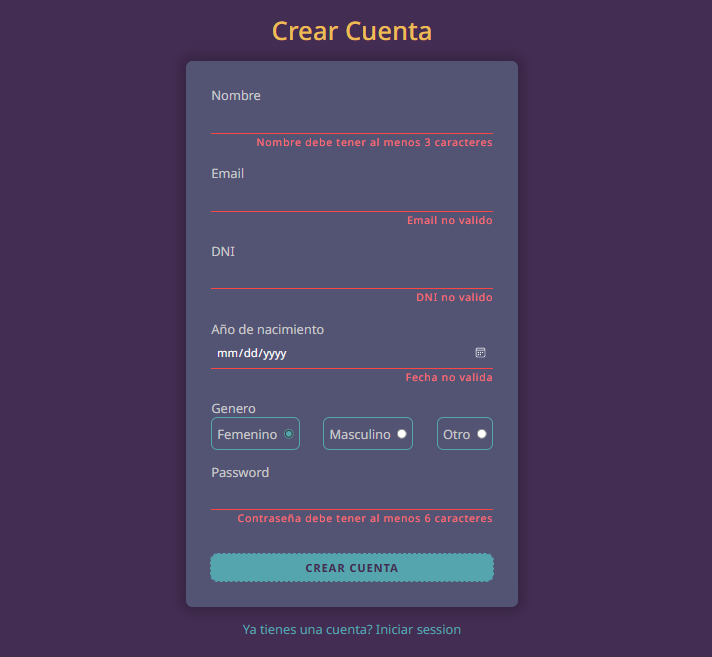 Crear Cuenta
Nombre
Nombre debe tener al menos 3 caracteres
Email
Email no valido
DNI
DNI no valido
Año de nacimiento
mm/dd/yyyy
Fecha no valida
Genero
Femenino Masculino Otro
Password
Contraseña debe tener al menos 6 caracteres
CREAR CUENTA
Ya tienes una cuenta? Iniciar session